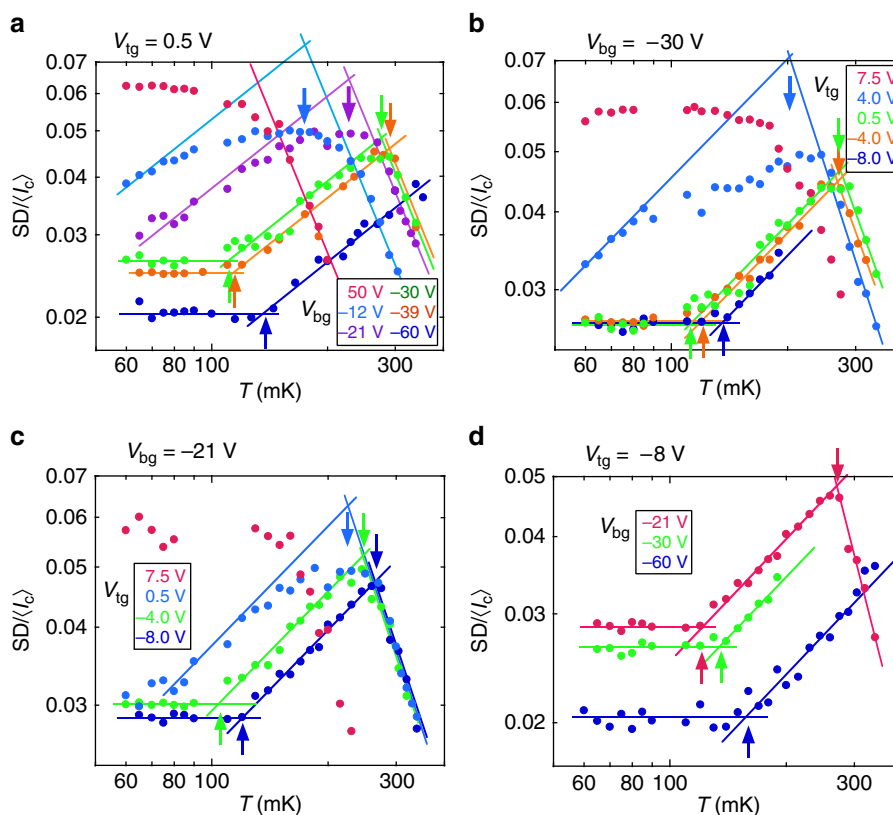 a
V_tg = 0.5 V
0.07
0.06
0.05
0.04
0.03
0.02
SD/⟨I_c⟩
60
80
100
300
T (mK)
V_bg
50 V −30 V
−12 V −39 V
−21 V −60 V
b
V_bg = −30 V
0.07
0.06
0.05
0.04
0.03
SD/⟨I_c⟩
60
80
100
300
T (mK)
V_tg
7.5 V
4.0 V
0.5 V
−4.0 V
−8.0 V
c
V_bg = −21 V
0.07
0.06
0.05
0.04
0.03
SD/⟨I_c⟩
60
80
100
300
T (mK)
V_tg
7.5 V
0.5 V
−4.0 V
−8.0 V
d
V_tg = −8 V
0.05
0.04
0.03
0.02
SD/⟨I_c⟩
60
80
100
300
T (mK)
V_bg
−21 V
−30 V
−60 V